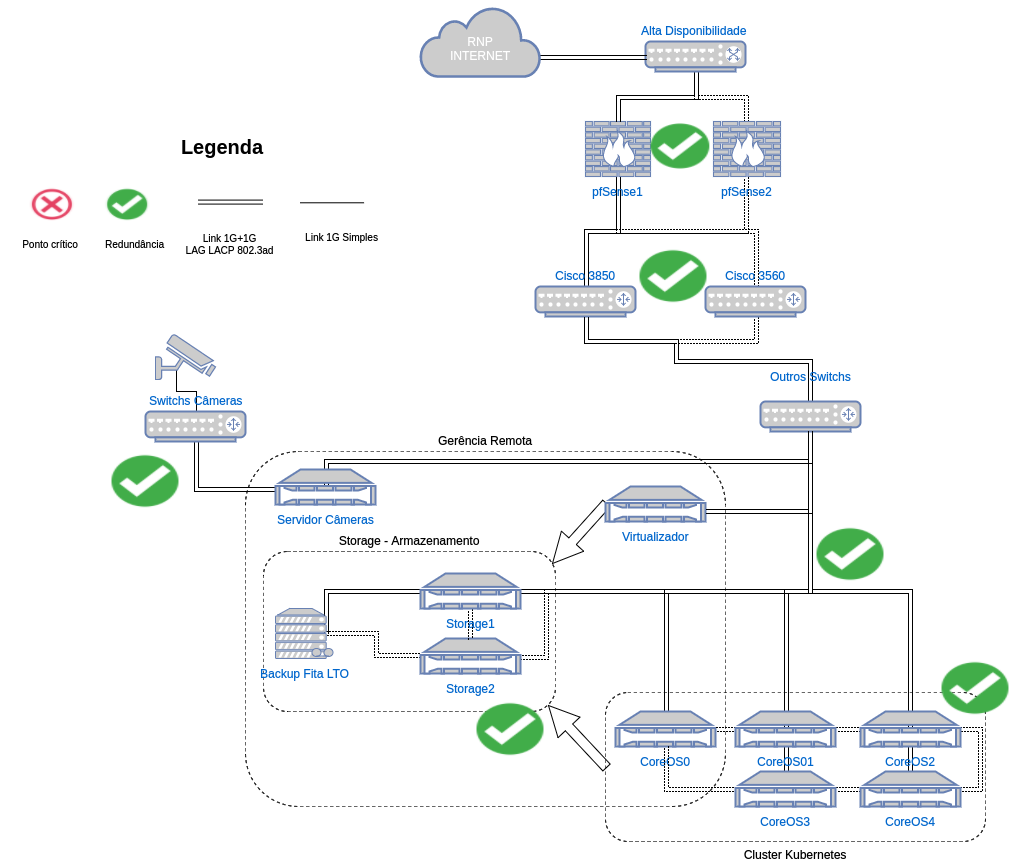 RNP
INTERNET
Alta Disponibilidade
Legenda
pfSense1
pfSense2
Ponto crítico
Redundância
Link 1G+1G
LAG LACP 802.3ad
Link 1G Simples
Cisco 3850
Cisco 3560
Outros Switchs
Switchs Câmeras
Gerência Remota
Servidor Câmeras
Virtualizador
Storage - Armazenamento
Storage1
Backup Fita LTO
Storage2
CoreOS0
CoreOS01
CoreOS2
CoreOS3
CoreOS4
Cluster Kubernetes